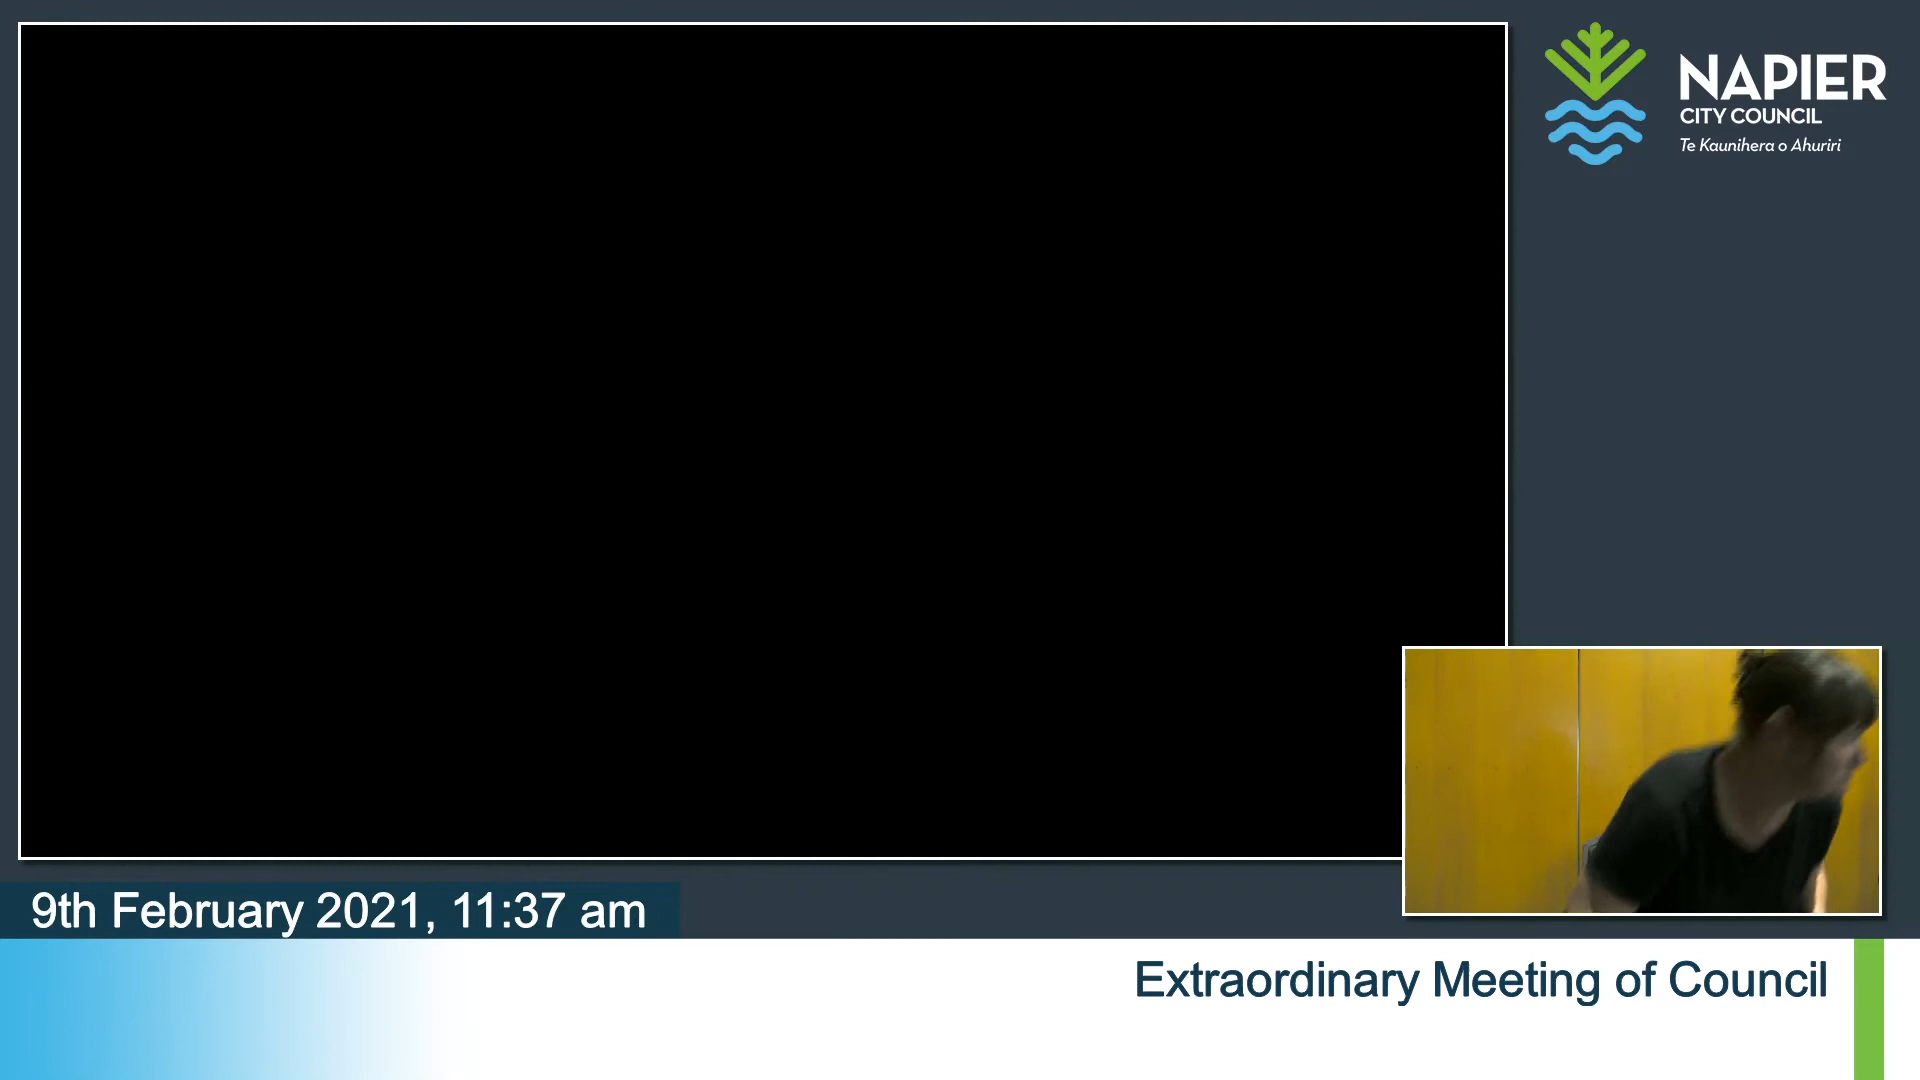 NAPIER
CITY COUNCIL
Te Kaunihera o Ahuriri
9th February 2021, 11:37 am
Extraordinary Meeting of Council